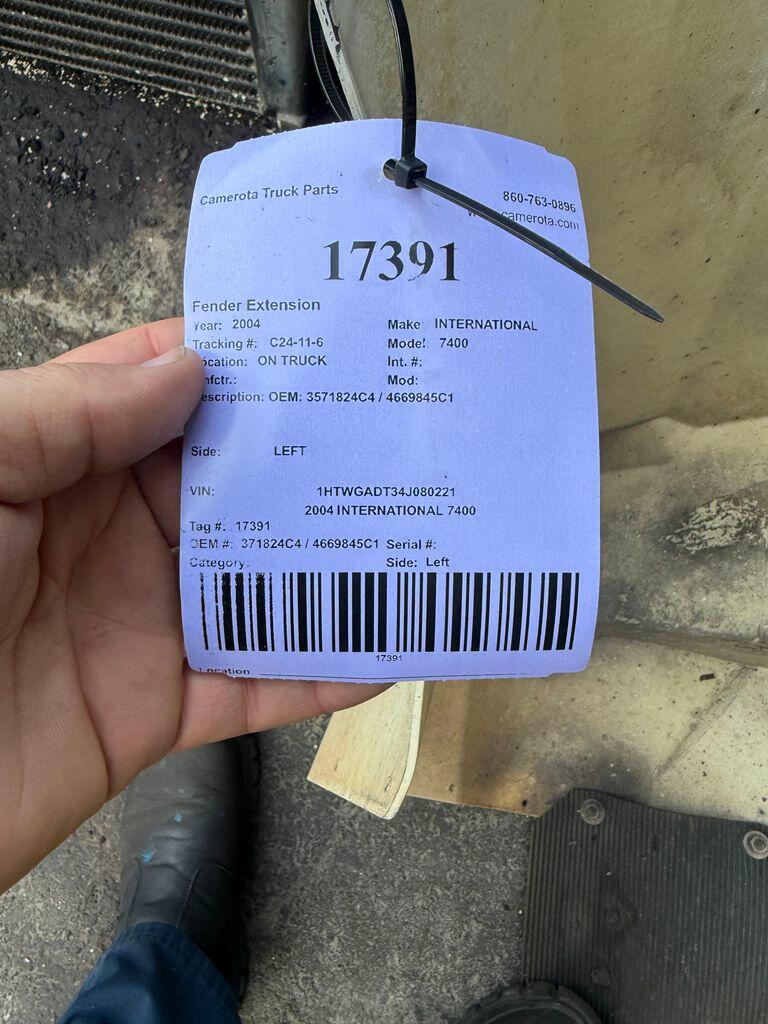 Camerota Truck Parts 860-763-0896
camerota.com
17391
Fender Extension
Year: 2004 Make INTERNATIONAL
Tracking #: C24-11-6 Model 7400
ocation: ON TRUCK Int. #:
nfctr.: Mod:
escription: OEM: 3571824C4 / 4669845C1
Side: LEFT
VIN: 1HTWGADT34J080221
2004 INTERNATIONAL 7400
Tag #: 17391
OEM #: 371824C4 / 4669845C1 Serial #:
Category: Side: Left
17391
Location